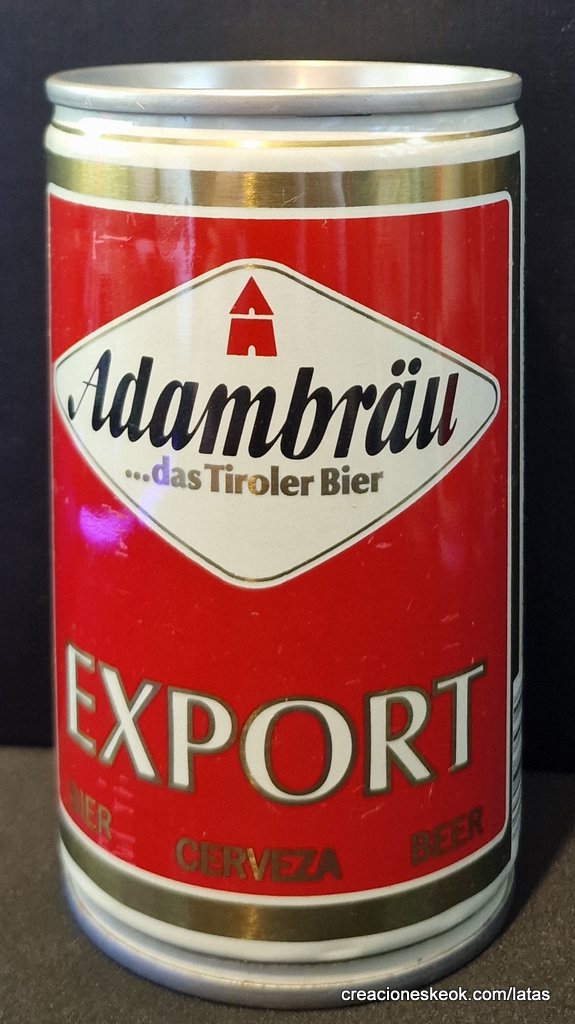 Adambräu
...das Tiroler Bier
EXPORT
BIER CERVEZA BEER
creacioneskeok.com/latas